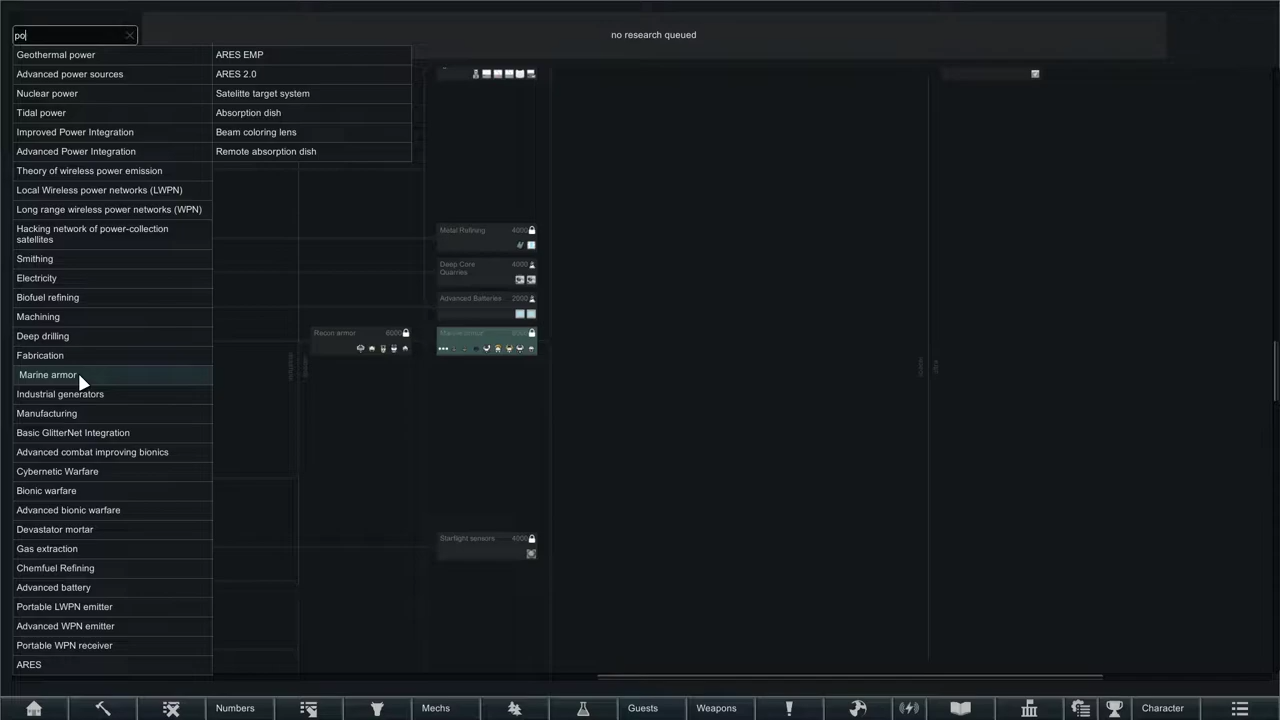 po
no research queued
Geothermal power
Advanced power sources
Nuclear power
Tidal power
Improved Power Integration
Advanced Power Integration
Theory of wireless power emission
Local Wireless power networks (LWPN)
Long range wireless power networks (WPN)
Hacking network of power-collection
satellites
Smithing
Electricity
Biofuel refining
Machining
Deep drilling
Fabrication
Marine armor
Industrial generators
Manufacturing
Basic GlitterNet Integration
Advanced combat improving bionics
Cybernetic Warfare
Bionic warfare
Advanced bionic warfare
Devastator mortar
Gas extraction
Chemfuel Refining
Advanced battery
Portable LWPN emitter
Advanced WPN emitter
Portable WPN receiver
ARES
ARES EMP
ARES 2.0
Satelitte target system
Absorption dish
Beam coloring lens
Remote absorption dish
Metal Refining 4000
Deep Core 4000
Quarries
Advanced Batteries 2000
Recon armor 6000
Marine armor
Starflight sensors 4000
Numbers
Mechs
Guests
Weapons
Character